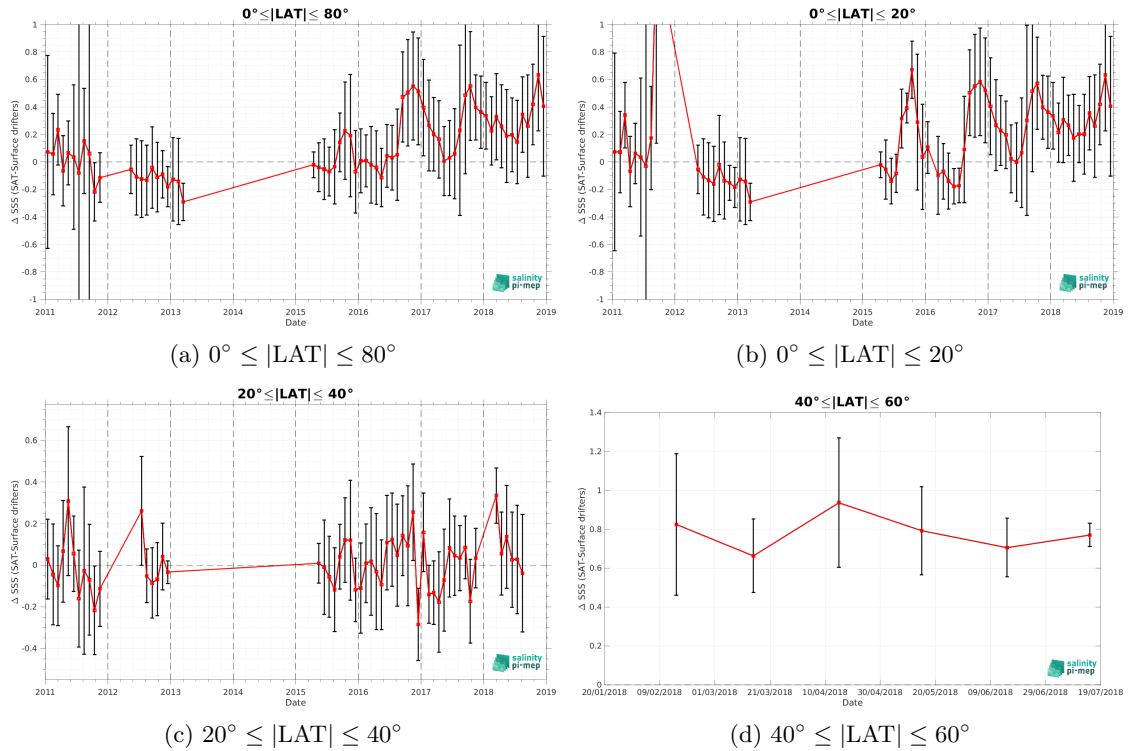 0°≤|LAT|≤ 80°
Δ SSS (SAT-Surface drifters)
1
0.8
0.6
0.4
0.2
0
-0.2
-0.4
-0.6
-0.8
-1
2011 2012 2013 2014 2015 2016 2017 2018 2019
Date
salinity
pi-mep
(a) 0° ≤ |LAT| ≤ 80°
0°≤|LAT|≤ 20°
Δ SSS (SAT-Surface drifters)
1
0.8
0.6
0.4
0.2
0
-0.2
-0.4
-0.6
-0.8
-1
2011 2012 2013 2014 2015 2016 2017 2018 2019
Date
salinity
pi-mep
(b) 0° ≤ |LAT| ≤ 20°
20°≤|LAT|≤ 40°
Δ SSS (SAT-Surface drifters)
0.6
0.4
0.2
0
-0.2
-0.4
2011 2012 2013 2014 2015 2016 2017 2018 2019
Date
salinity
pi-mep
(c) 20° ≤ |LAT| ≤ 40°
40°≤|LAT|≤ 60°
Δ SSS (SAT-Surface drifters)
1.4
1.2
1
0.8
0.6
0.4
0.2
0
20/01/2018 09/02/2018 01/03/2018 21/03/2018 10/04/2018 30/04/2018 20/05/2018 09/06/2018 29/06/2018 19/07/2018
Date
salinity
pi-mep
(d) 40° ≤ |LAT| ≤ 60°